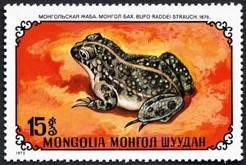 МОНГОЛЬСКАЯ ЖАБА. МОНГОЛ БАХ. BUFO RADDEI STRAUCH, 1876.
15
MONGOLIA МОНГОЛ ШУУДАН
1972